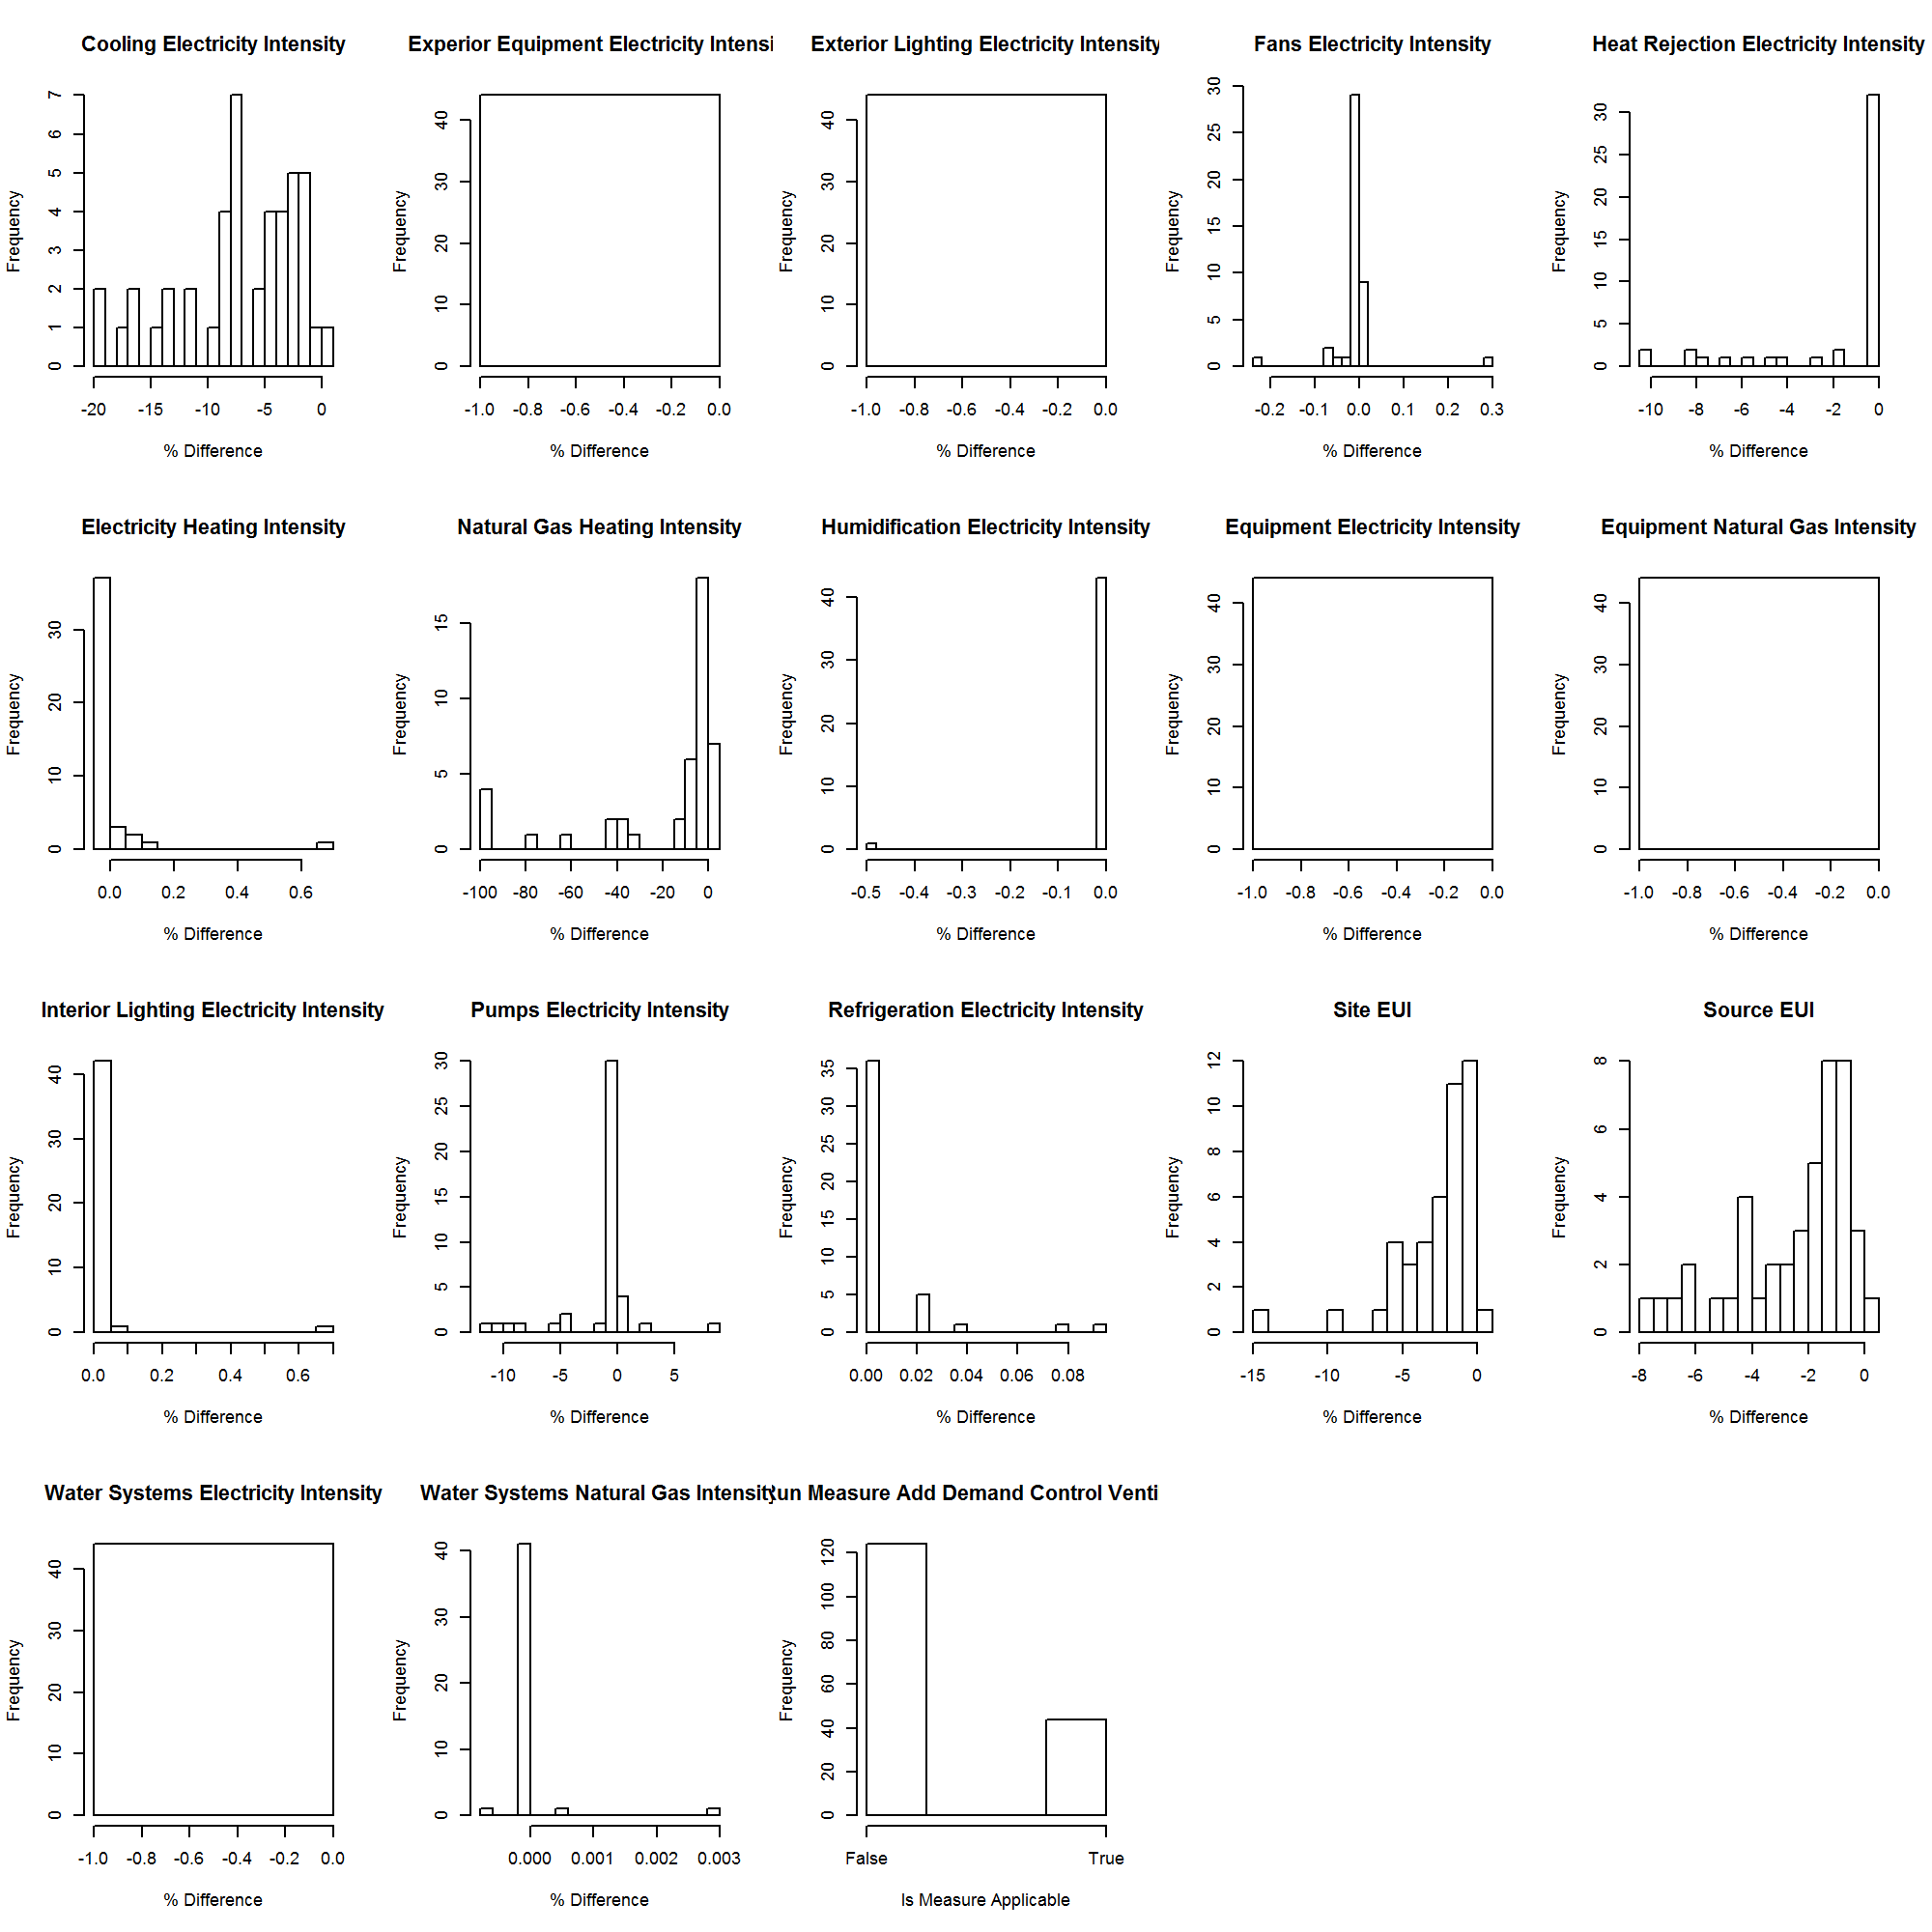 Cooling Electricity Intensity
Frequency
0 1 2 3 4 5 6 7
-20 -15 -10 -5 0
% Difference
Experior Equipment Electricity Intensi
Frequency
0 10 20 30 40
-1.0 -0.8 -0.6 -0.4 -0.2 0.0
% Difference
Exterior Lighting Electricity Intensity
Frequency
0 10 20 30 40
-1.0 -0.8 -0.6 -0.4 -0.2 0.0
% Difference
Fans Electricity Intensity
Frequency
0 5 10 15 20 25 30
-0.2 -0.1 0.0 0.1 0.2 0.3
% Difference
Heat Rejection Electricity Intensity
Frequency
0 5 10 15 20 25 30
-10 -8 -6 -4 -2 0
% Difference
Electricity Heating Intensity
Frequency
0 10 20 30
0.0 0.2 0.4 0.6
% Difference
Natural Gas Heating Intensity
Frequency
0 5 10 15
-100 -80 -60 -40 -20 0
% Difference
Humidification Electricity Intensity
Frequency
0 10 20 30 40
-0.5 -0.4 -0.3 -0.2 -0.1 0.0
% Difference
Equipment Electricity Intensity
Frequency
0 10 20 30 40
-1.0 -0.8 -0.6 -0.4 -0.2 0.0
% Difference
Equipment Natural Gas Intensity
Frequency
0 10 20 30 40
-1.0 -0.8 -0.6 -0.4 -0.2 0.0
% Difference
Interior Lighting Electricity Intensity
Frequency
0 10 20 30 40
0.0 0.2 0.4 0.6
% Difference
Pumps Electricity Intensity
Frequency
0 5 10 15 20 25 30
-10 -5 0 5
% Difference
Refrigeration Electricity Intensity
Frequency
0 5 10 15 20 25 30 35
0.00 0.02 0.04 0.06 0.08
% Difference
Site EUI
Frequency
0 2 4 6 8 10 12
-15 -10 -5 0
% Difference
Source EUI
Frequency
0 2 4 6 8
-8 -6 -4 -2 0
% Difference
Water Systems Electricity Intensity
Frequency
0 10 20 30 40
-1.0 -0.8 -0.6 -0.4 -0.2 0.0
% Difference
Water Systems Natural Gas Intensity
Frequency
0 10 20 30 40
0.000 0.001 0.002 0.003
% Difference
un Measure Add Demand Control Venti
Frequency
0 20 40 60 80 100 120
False True
Is Measure Applicable